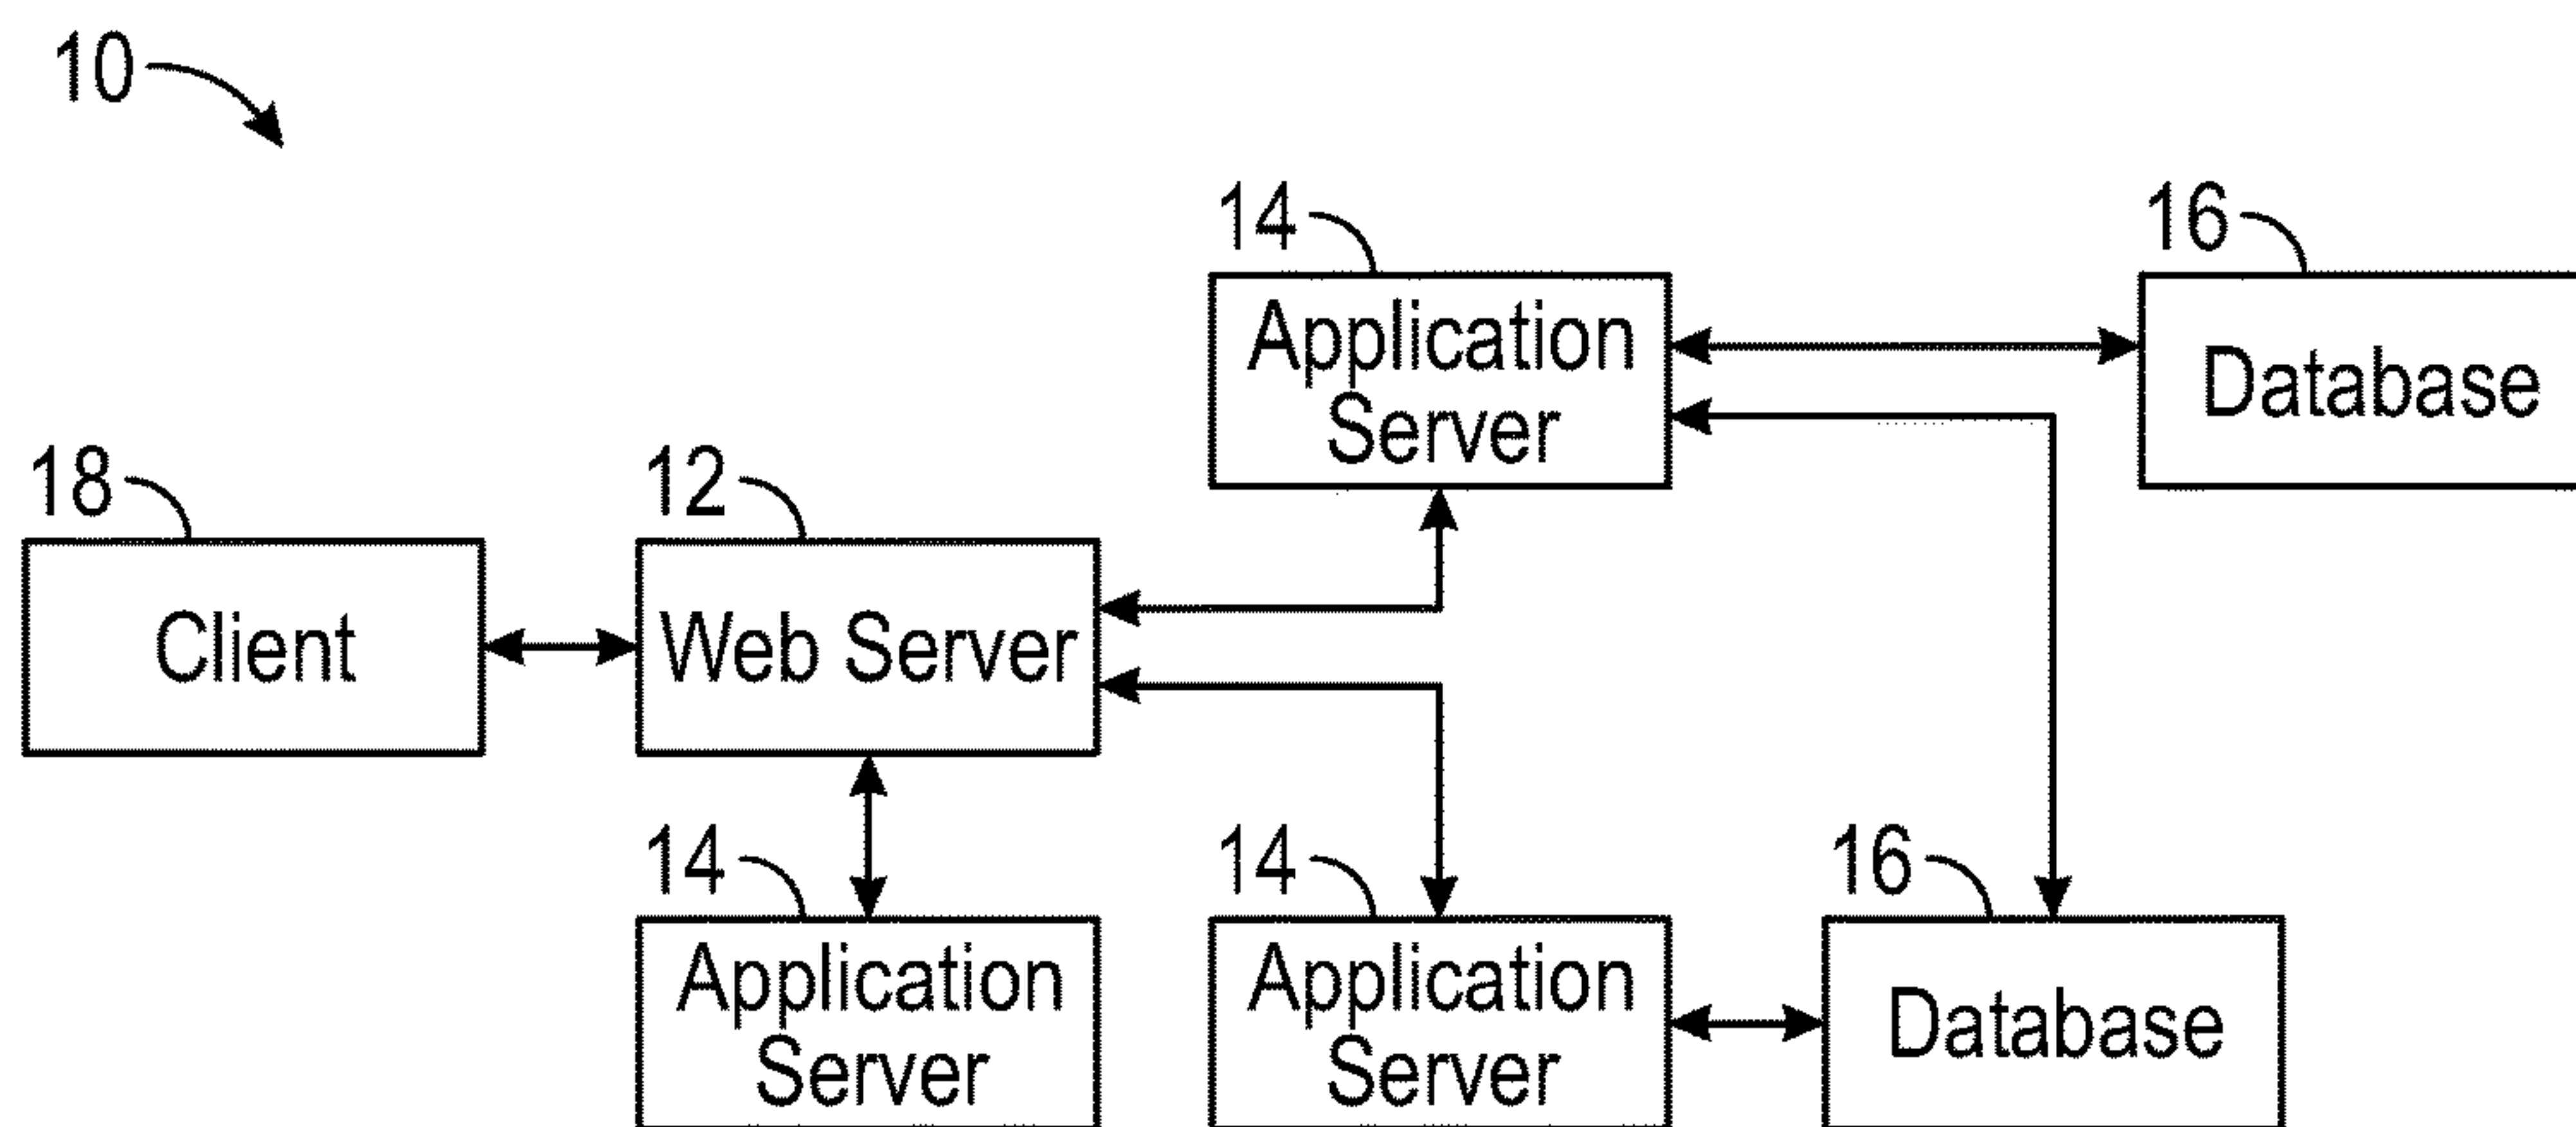 10
14
16
Application
Server
Database
18
12
Client
Web Server
14
14
16
Application
Server
Application
Server
Database